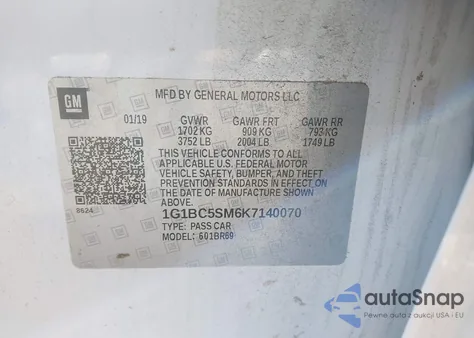 GM
MFD BY GENERAL MOTORS LLC
01/19 GVWR GAWR FRT GAWR RR
1702 KG 909 KG 793 KG
3752 LB 2004 LB 1749 LB
THIS VEHICLE CONFORMS TO ALL
APPLICABLE U.S. FEDERAL MOTOR
VEHICLE SAFETY, BUMPER, AND THEFT
PREVENTION STANDARDS IN EFFECT ON
THE DATE OF MANUFACTURE SHOWN
ABOVE.
8624
1G1BC5SM6K7140070
TYPE: PASS CAR
MODEL: 601BR69
autaSnap
Pewne auta z USA i EU